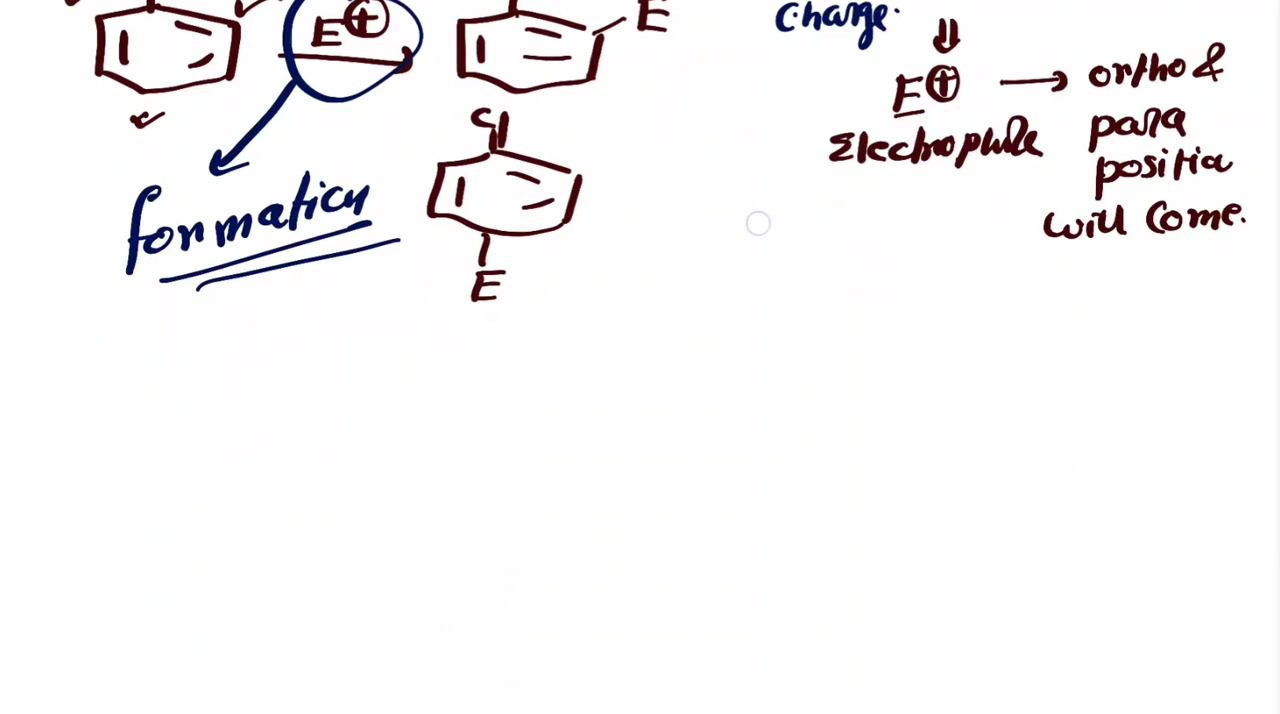 E⊕
E
charge.
⇓
E⊕ → ortho &
Electrophile para
position
will come.
Cl
formation
E